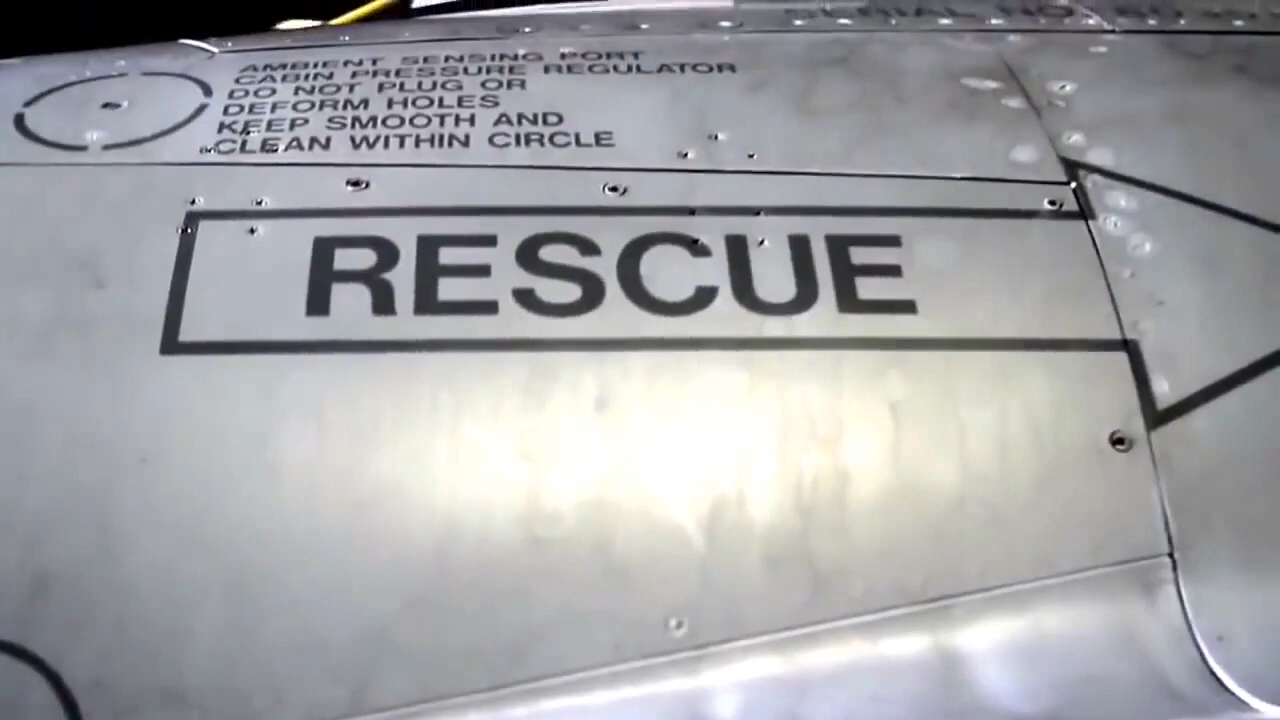 AMBIENT SENSING PORT
CABIN PRESSURE REGULATOR
DO NOT PLUG OR
DEFORM HOLES
KEEP SMOOTH AND
CLEAN WITHIN CIRCLE
RESCUE